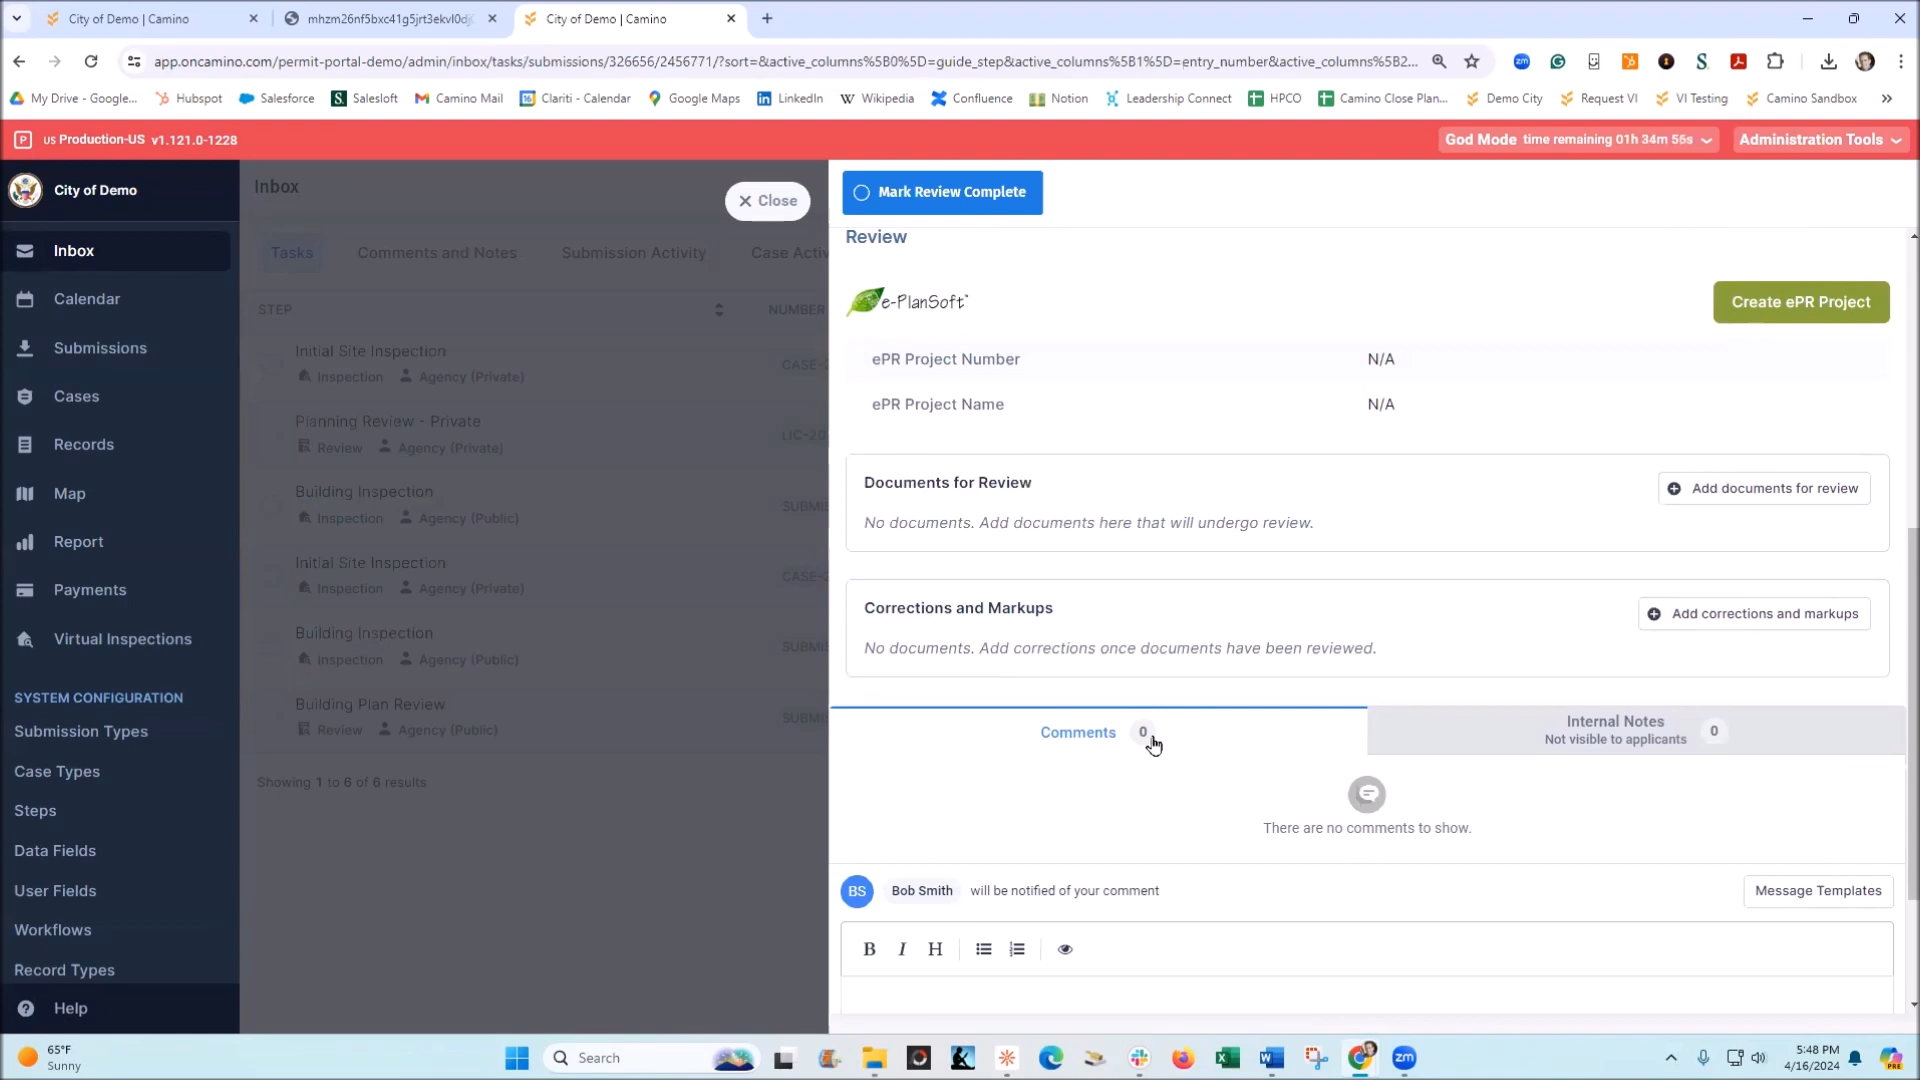 City of Demo | Camino
mhzm26nf5bxc41g5jrt3ekvl0dj
City of Demo | Camino
app.oncamino.com/permit-portal-demo/admin/inbox/tasks/submissions/326656/2456771/?sort=&active_columns%5B0%5D=guide_step&active_columns%5B1%5D=entry_number&active_columns%5B2...
My Drive - Google...
Hubspot
Salesforce
Salesloft
Camino Mail
Clariti - Calendar
Google Maps
LinkedIn
Wikipedia
Confluence
Notion
Leadership Connect
HPCO
Camino Close Plan...
Demo City
Request VI
VI Testing
Camino Sandbox
P US Production-US v1.121.0-1228
God Mode time remaining 01h 34m 56s
Administration Tools
City of Demo
Inbox
Calendar
Submissions
Cases
Records
Map
Report
Payments
Virtual Inspections
SYSTEM CONFIGURATION
Submission Types
Case Types
Steps
Data Fields
User Fields
Workflows
Record Types
Help
Inbox
Close
Tasks
Comments and Notes
Submission Activity
Case Activ
STEP
NUMBER
Initial Site Inspection
Inspection
Agency (Private)
CASE-2
Planning Review - Private
Review
Agency (Private)
LIC-20
Building Inspection
Inspection
Agency (Public)
SUBMIS
Initial Site Inspection
Inspection
Agency (Private)
CASE-2
Building Inspection
Inspection
Agency (Public)
SUBMIS
Building Plan Review
Review
Agency (Public)
SUBMIS
Showing 1 to 6 of 6 results
Mark Review Complete
Review
e-PlanSoft™
Create ePR Project
ePR Project Number
N/A
ePR Project Name
N/A
Documents for Review
Add documents for review
No documents. Add documents here that will undergo review.
Corrections and Markups
Add corrections and markups
No documents. Add corrections once documents have been reviewed.
Comments 0
Internal Notes
Not visible to applicants
0
There are no comments to show.
BS
Bob Smith will be notified of your comment
Message Templates
B I H
65°F
Sunny
Search
zm
5:48 PM
4/16/2024
PRE